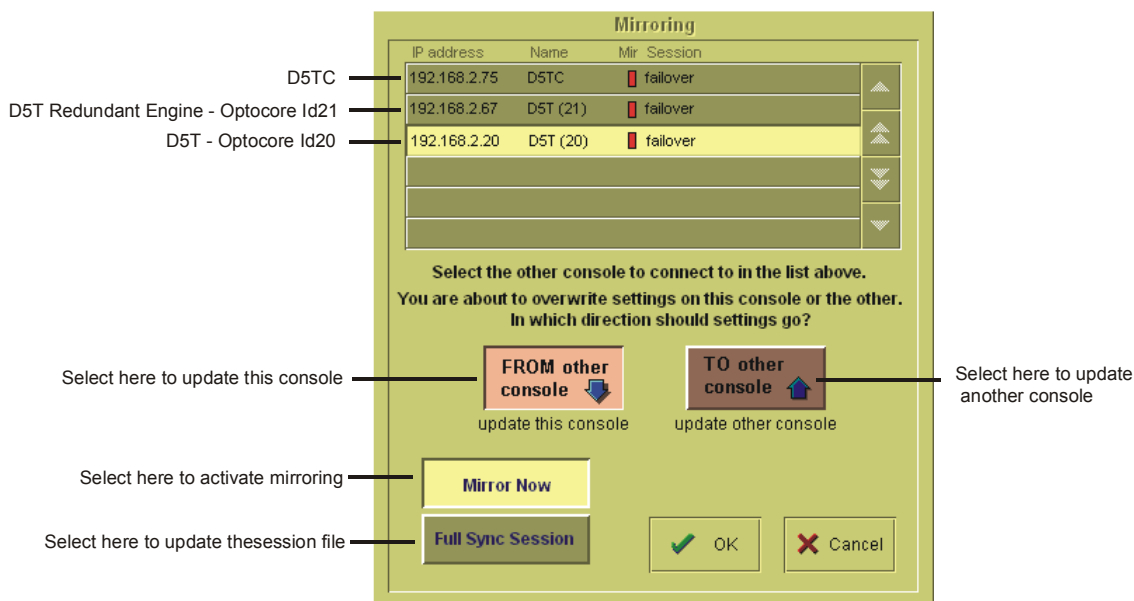 Mirroring
IP address Name Mir Session
D5TC
192.168.2.75 D5TC failover
D5T Redundant Engine - Optocore Id21
192.168.2.67 D5T (21) failover
D5T - Optocore Id20
192.168.2.20 D5T (20) failover
Select the other console to connect to in the list above.
You are about to overwrite settings on this console or the other.
In which direction should settings go?
Select here to update this console
FROM other
console
update this console
TO other
console
update other console
Select here to update
another console
Select here to activate mirroring
Mirror Now
Select here to update thesession file
Full Sync Session
OK
Cancel